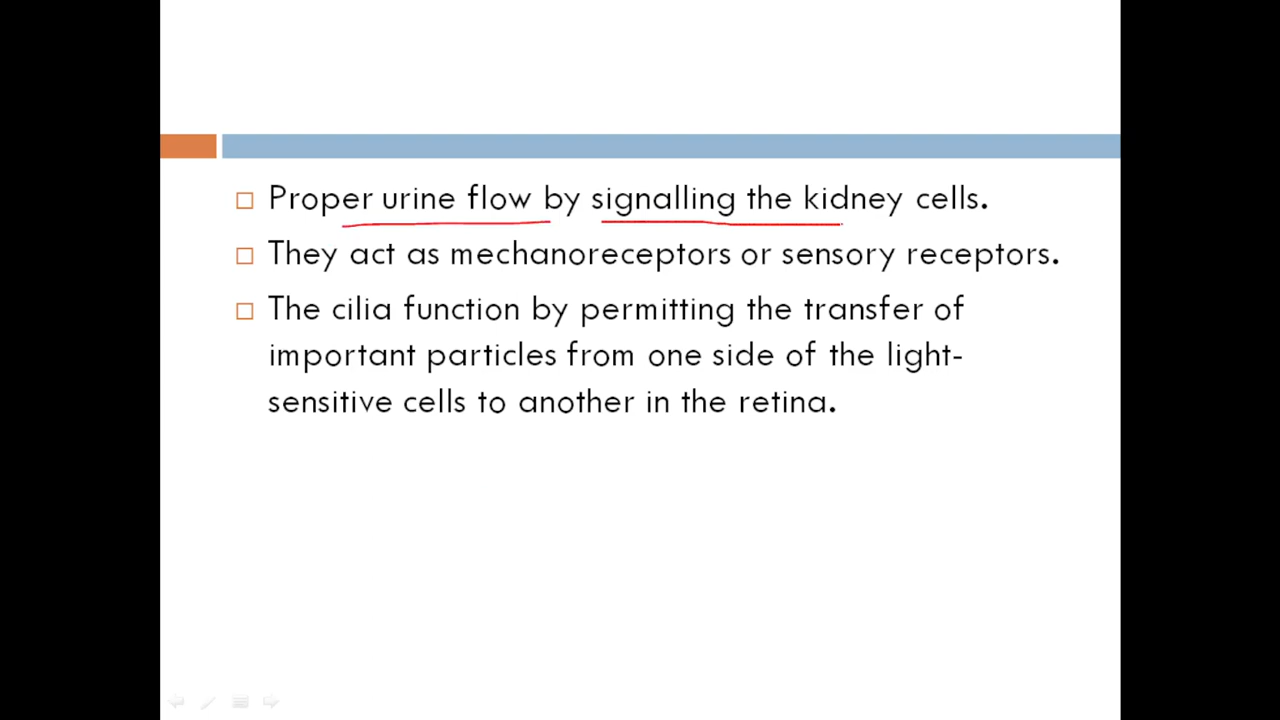 Proper urine flow by signalling the kidney cells.
They act as mechanoreceptors or sensory receptors.
The cilia function by permitting the transfer of
important particles from one side of the light-
sensitive cells to another in the retina.